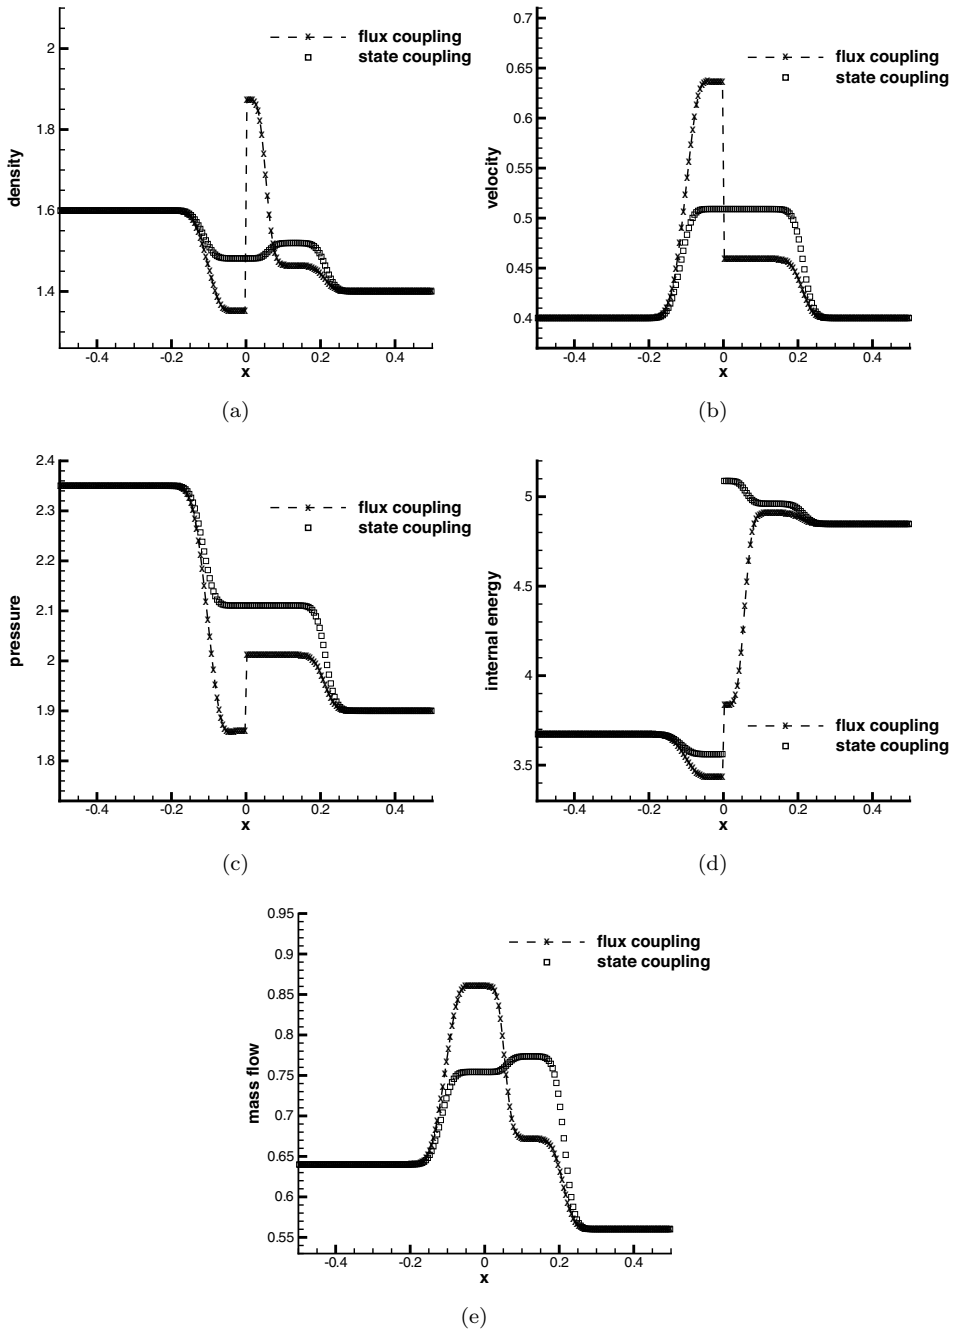 flux coupling
state coupling
density
2
1.8
1.6
1.4
-0.4 -0.2 0 0.2 0.4
x
(a)
flux coupling
state coupling
velocity
0.7
0.65
0.6
0.55
0.5
0.45
0.4
-0.4 -0.2 0 0.2 0.4
x
(b)
flux coupling
state coupling
pressure
2.4
2.3
2.2
2.1
2
1.9
1.8
-0.4 -0.2 0 0.2 0.4
x
(c)
internal energy
5
4.5
4
3.5
flux coupling
state coupling
-0.4 -0.2 0 0.2 0.4
x
(d)
flux coupling
state coupling
mass flow
0.95
0.9
0.85
0.8
0.75
0.7
0.65
0.6
0.55
-0.4 -0.2 0 0.2 0.4
x
(e)